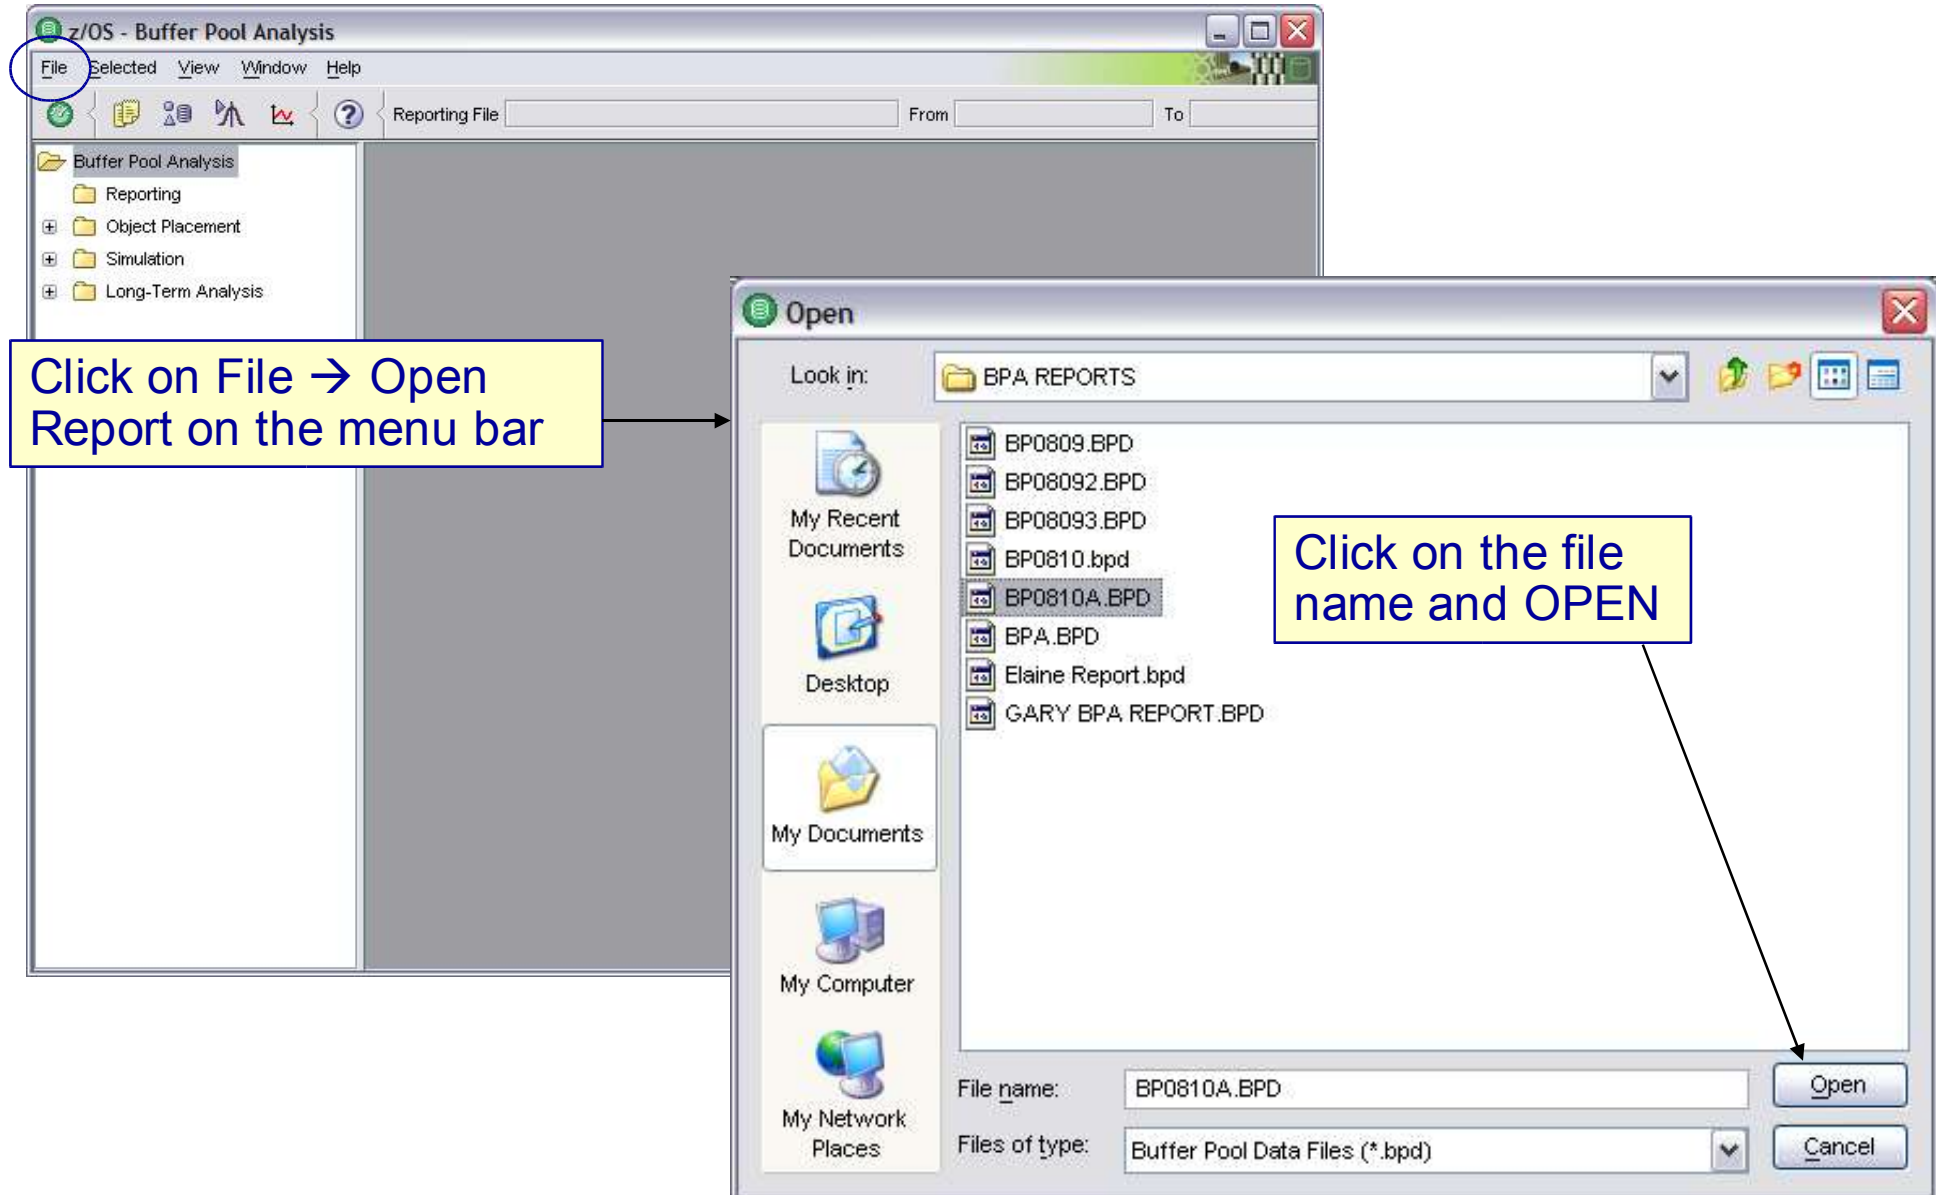 z/OS - Buffer Pool Analysis
File Selected View Window Help
Reporting File From To
Buffer Pool Analysis
Reporting
Object Placement
Simulation
Long-Term Analysis
Click on File → Open
Report on the menu bar
Open
Look in: BPA REPORTS
My Recent
Documents
Desktop
My Documents
My Computer
My Network
Places
BP0809.BPD
BP08092.BPD
BP08093.BPD
BP0810.bpd
BP0810A.BPD
BPA.BPD
Elaine Report.bpd
GARY BPA REPORT.BPD
Click on the file
name and OPEN
File name: BP0810A.BPD Open
Files of type: Buffer Pool Data Files (*.bpd) Cancel